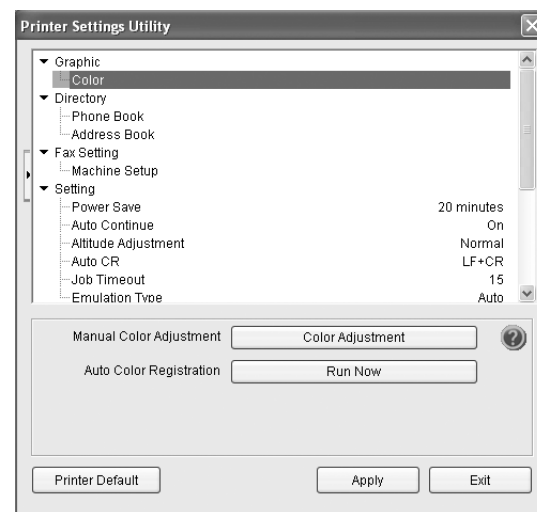 Printer Settings Utility
Graphic
Color
Directory
Phone Book
Address Book
Fax Setting
Machine Setup
Setting
Power Save 20 minutes
Auto Continue On
Altitude Adjustment Normal
Auto CR LF+CR
Job Timeout 15
Emulation Type Auto
Manual Color Adjustment Color Adjustment
Auto Color Registration Run Now
Printer Default Apply Exit